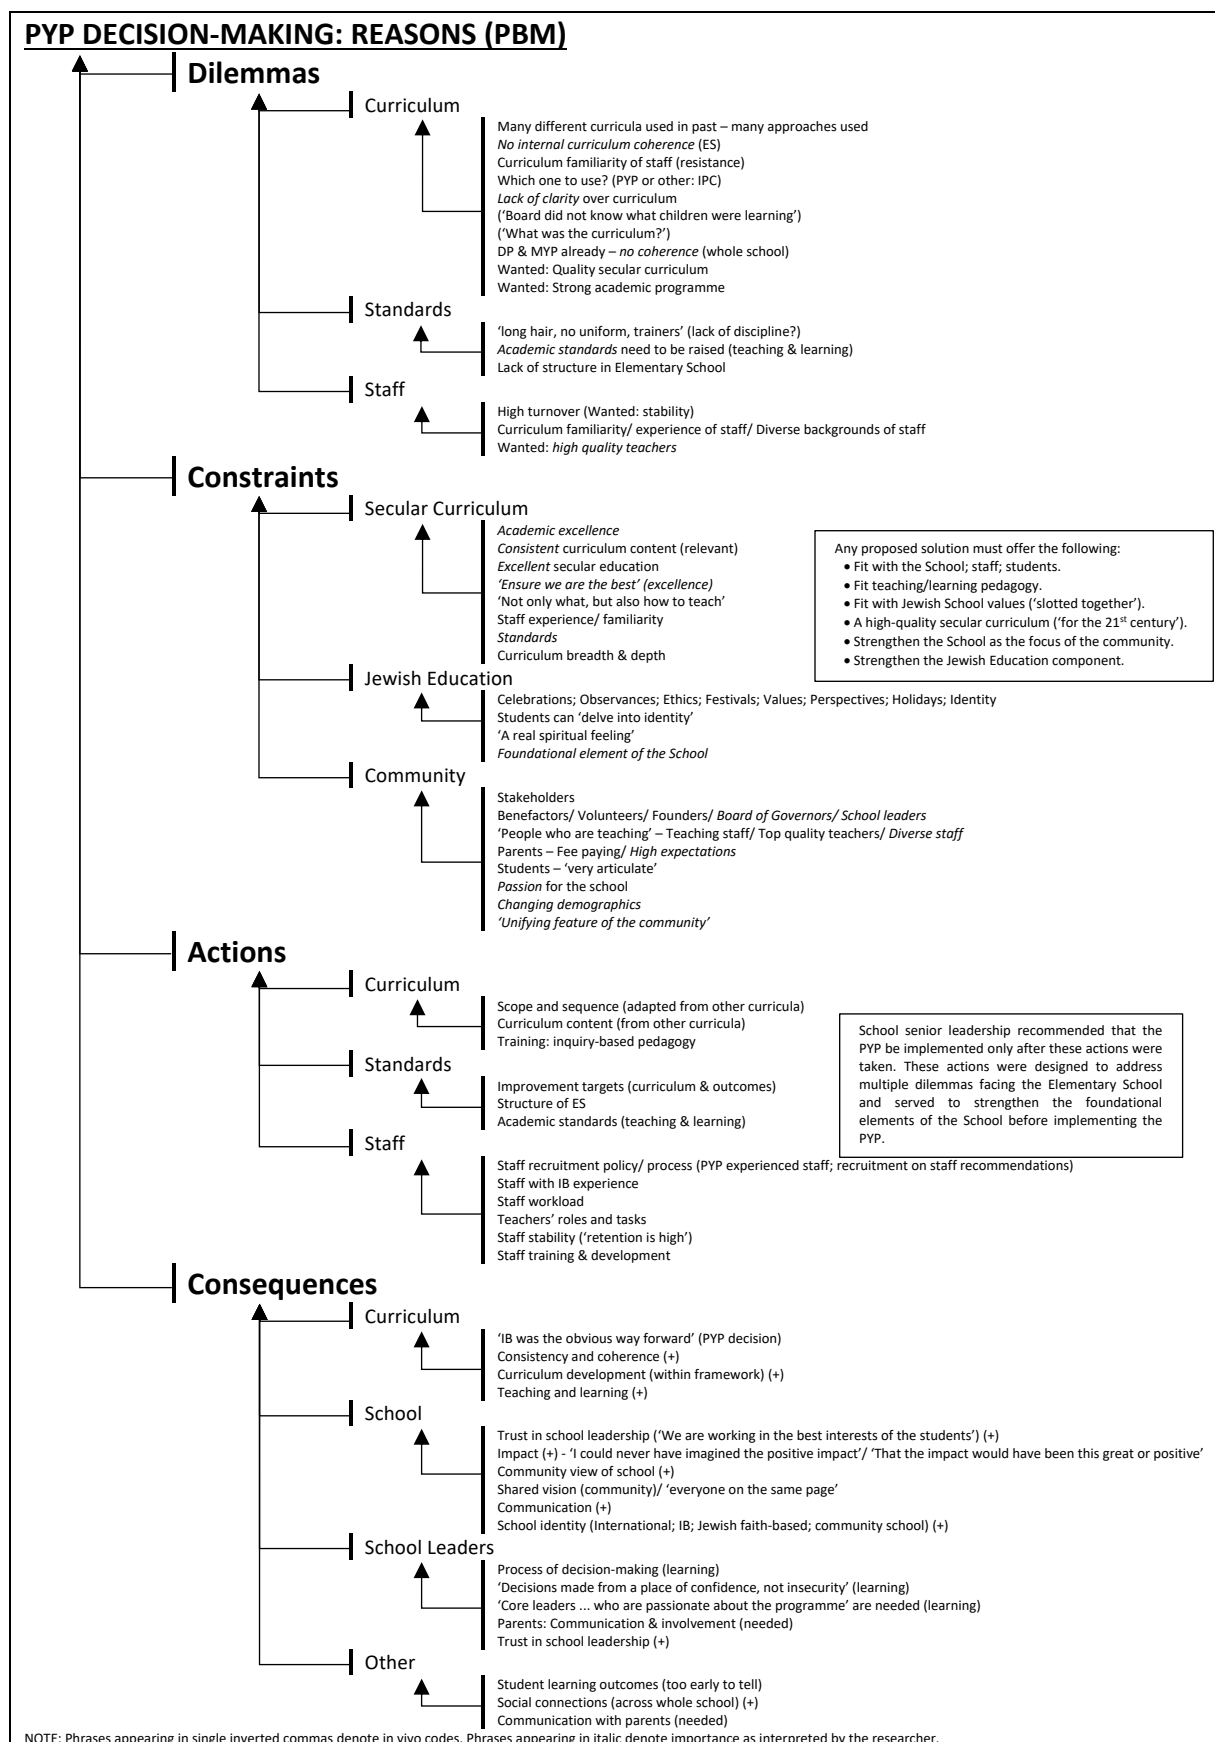 PYP DECISION-MAKING: REASONS (PBM)
Dilemmas
Curriculum
Many different curricula used in past – many approaches used
No internal curriculum coherence (ES)
Curriculum familiarity of staff (resistance)
Which one to use? (PYP or other: IPC)
Lack of clarity over curriculum
(‘Board did not know what children were learning’)
(‘What was the curriculum?’)
DP & MYP already – no coherence (whole school)
Wanted: Quality secular curriculum
Wanted: Strong academic programme
Standards
‘long hair, no uniform, trainers’ (lack of discipline?)
Academic standards need to be raised (teaching & learning)
Lack of structure in Elementary School
Staff
High turnover (Wanted: stability)
Curriculum familiarity/ experience of staff/ Diverse backgrounds of staff
Wanted: high quality teachers
Constraints
Secular Curriculum
Academic excellence
Consistent curriculum content (relevant)
Excellent secular education
‘Ensure we are the best’ (excellence)
‘Not only what, but also how to teach’
Staff experience/ familiarity
Standards
Curriculum breadth & depth
Any proposed solution must offer the following:
• Fit with the School; staff; students.
• Fit teaching/learning pedagogy.
• Fit with Jewish School values (‘slotted together’).
• A high-quality secular curriculum (‘for the 21st century’).
• Strengthen the School as the focus of the community.
• Strengthen the Jewish Education component.
Jewish Education
Celebrations; Observances; Ethics; Festivals; Values; Perspectives; Holidays; Identity
Students can ‘delve into identity’
‘A real spiritual feeling’
Foundational element of the School
Community
Stakeholders
Benefactors/ Volunteers/ Founders/ Board of Governors/ School leaders
‘People who are teaching’ – Teaching staff/ Top quality teachers/ Diverse staff
Parents – Fee paying/ High expectations
Students – ‘very articulate’
Passion for the school
Changing demographics
‘Unifying feature of the community’
Actions
Curriculum
Scope and sequence (adapted from other curricula)
Curriculum content (from other curricula)
Training: inquiry-based pedagogy
Standards
Improvement targets (curriculum & outcomes)
Structure of ES
Academic standards (teaching & learning)
School senior leadership recommended that the
PYP be implemented only after these actions were
taken. These actions were designed to address
multiple dilemmas facing the Elementary School
and served to strengthen the foundational
elements of the School before implementing the
PYP.
Staff
Staff recruitment policy/ process (PYP experienced staff; recruitment on staff recommendations)
Staff with IB experience
Staff workload
Teachers’ roles and tasks
Staff stability (‘retention is high’)
Staff training & development
Consequences
Curriculum
‘IB was the obvious way forward’ (PYP decision)
Consistency and coherence (+)
Curriculum development (within framework) (+)
Teaching and learning (+)
School
Trust in school leadership (‘We are working in the best interests of the students’) (+)
Impact (+) - ‘I could never have imagined the positive impact’/ ‘That the impact would have been this great or positive’
Community view of school (+)
Shared vision (community)/ ‘everyone on the same page’
Communication (+)
School identity (International; IB; Jewish faith-based; community school) (+)
School Leaders
Process of decision-making (learning)
‘Decisions made from a place of confidence, not insecurity’ (learning)
‘Core leaders ... who are passionate about the programme’ are needed (learning)
Parents: Communication & involvement (needed)
Trust in school leadership (+)
Other
Student learning outcomes (too early to tell)
Social connections (across whole school) (+)
Communication with parents (needed)
NOTE: Phrases appearing in single inverted commas denote in vivo codes. Phrases appearing in italic denote importance as interpreted by the researcher.